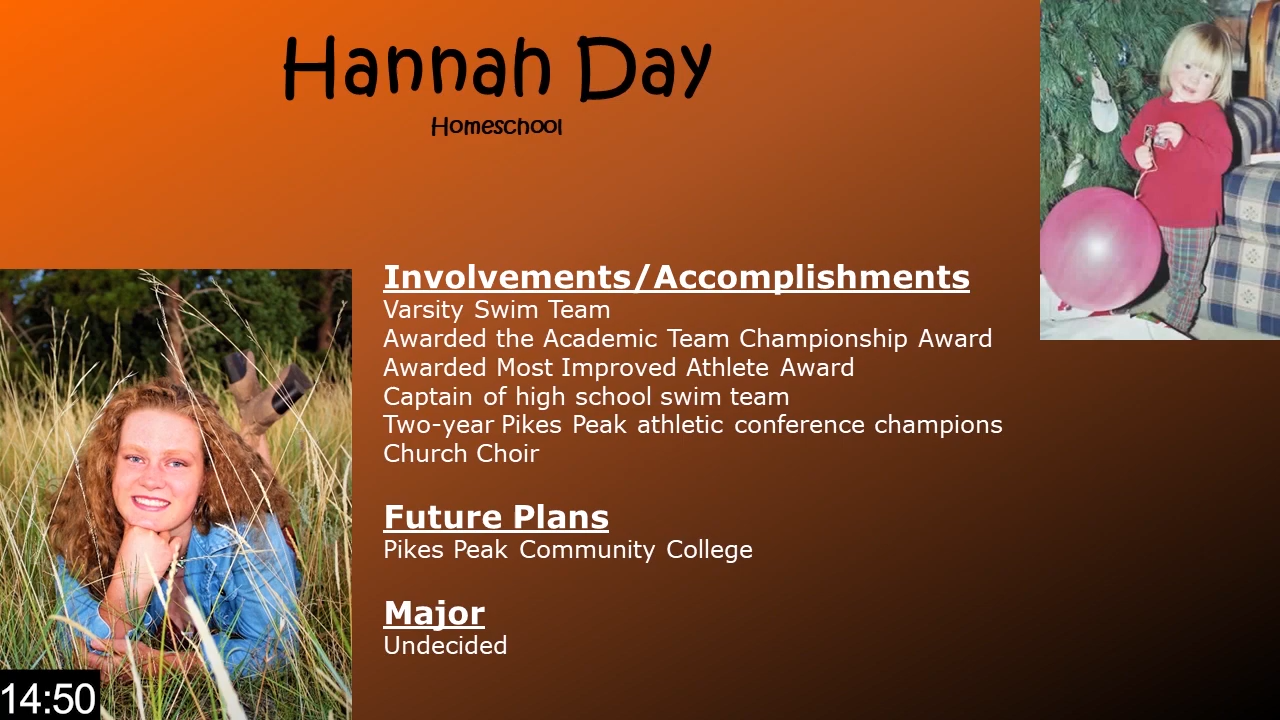 Hannah Day
Homeschool
Involvements/Accomplishments
Varsity Swim Team
Awarded the Academic Team Championship Award
Awarded Most Improved Athlete Award
Captain of high school swim team
Two-year Pikes Peak athletic conference champions
Church Choir
Future Plans
Pikes Peak Community College
Major
Undecided
14:50